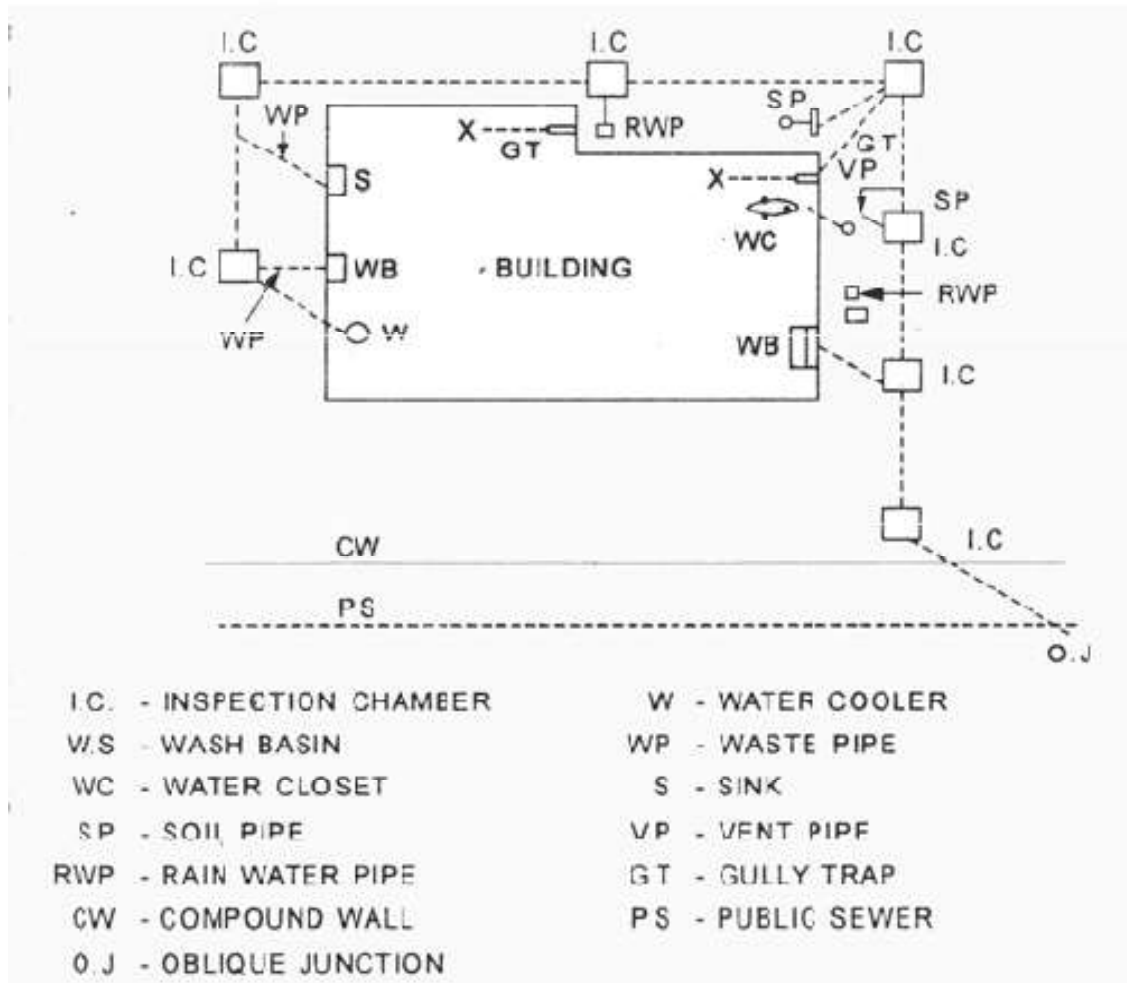 I.C I.C I.C
SP
WP
X GT RWP
GT
S X VP
SP
WC I.C
I.C WB BUILDING
RWP
WP W WB
I.C
I.C
CW
PS
O.J
I.C. - INSPECTION CHAMBER W - WATER COOLER
W.S - WASH BASIN WP - WASTE PIPE
WC - WATER CLOSET S - SINK
SP - SOIL PIPE VP - VENT PIPE
RWP - RAIN WATER PIPE GT - GULLY TRAP
CW - COMPOUND WALL PS - PUBLIC SEWER
O.J - OBLIQUE JUNCTION